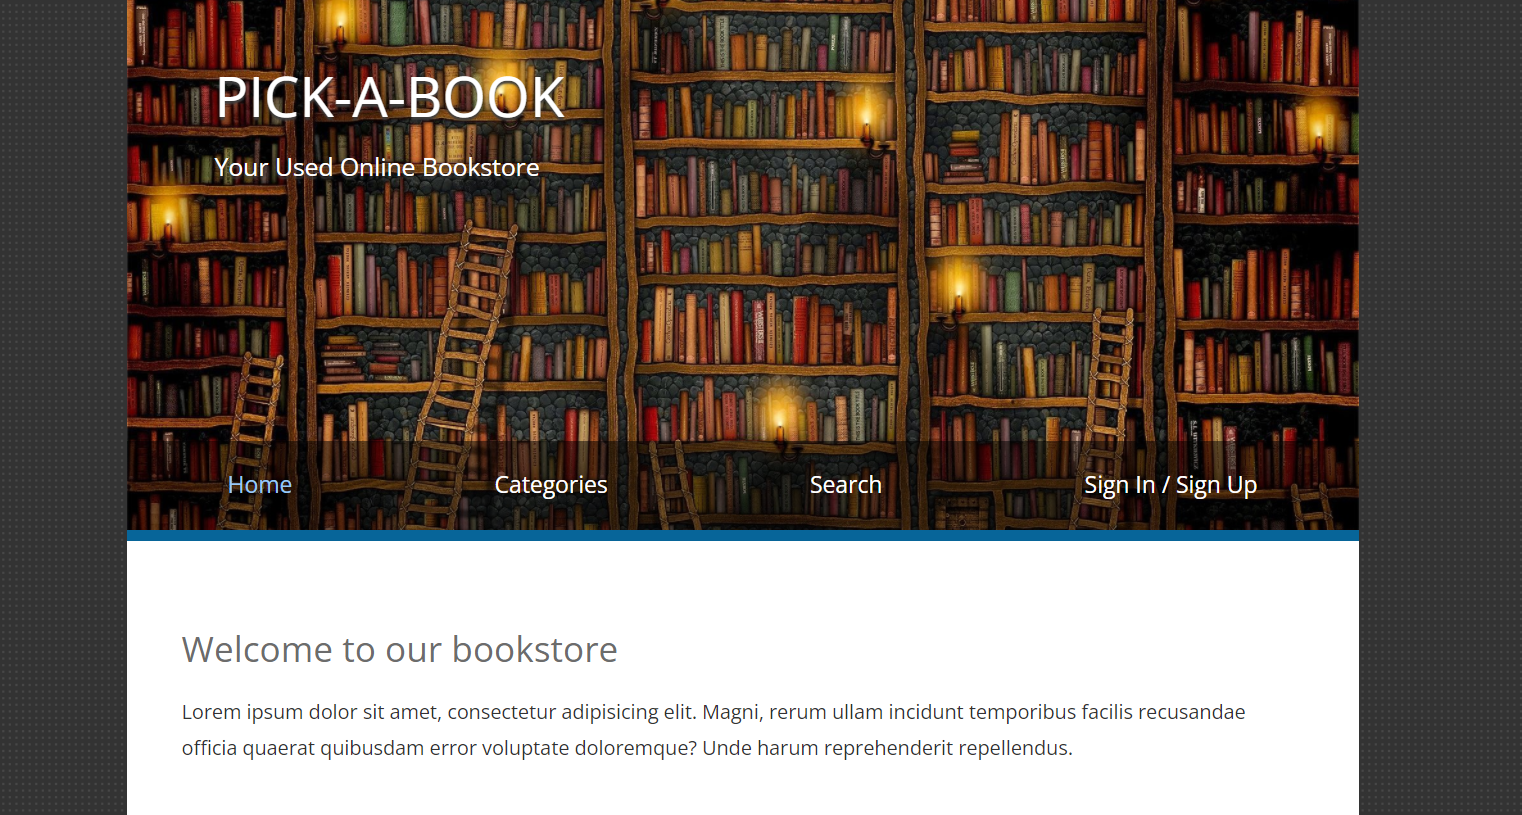 PICK-A-BOOK
Your Used Online Bookstore
Home Categories Search Sign In / Sign Up
Welcome to our bookstore
Lorem ipsum dolor sit amet, consectetur adipisicing elit. Magni, rerum ullam incidunt temporibus facilis recusandae
officia quaerat quibusdam error voluptate doloremque? Unde harum reprehenderit repellendus.